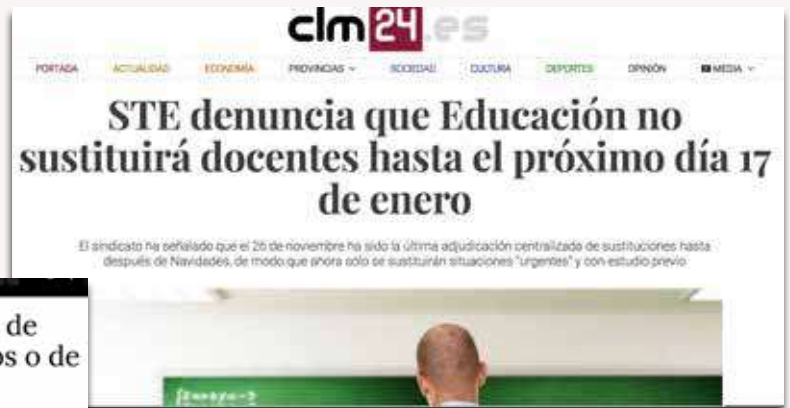 clm24.es
PORTADA ACTUALIDAD ECONOMÍA PROVINCIAS SOCIEDAD CULTURA DEPORTES OPINIÓN MEDIA
STE denuncia que Educación no
sustituirá docentes hasta el próximo día 17
de enero
El sindicato ha señalado que el 26 de noviembre ha sido la última adjudicación centralizada de sustituciones hasta
después de Navidades, de modo que ahora solo se sustituirán situaciones "urgentes" y con estudio previo
de
os o de